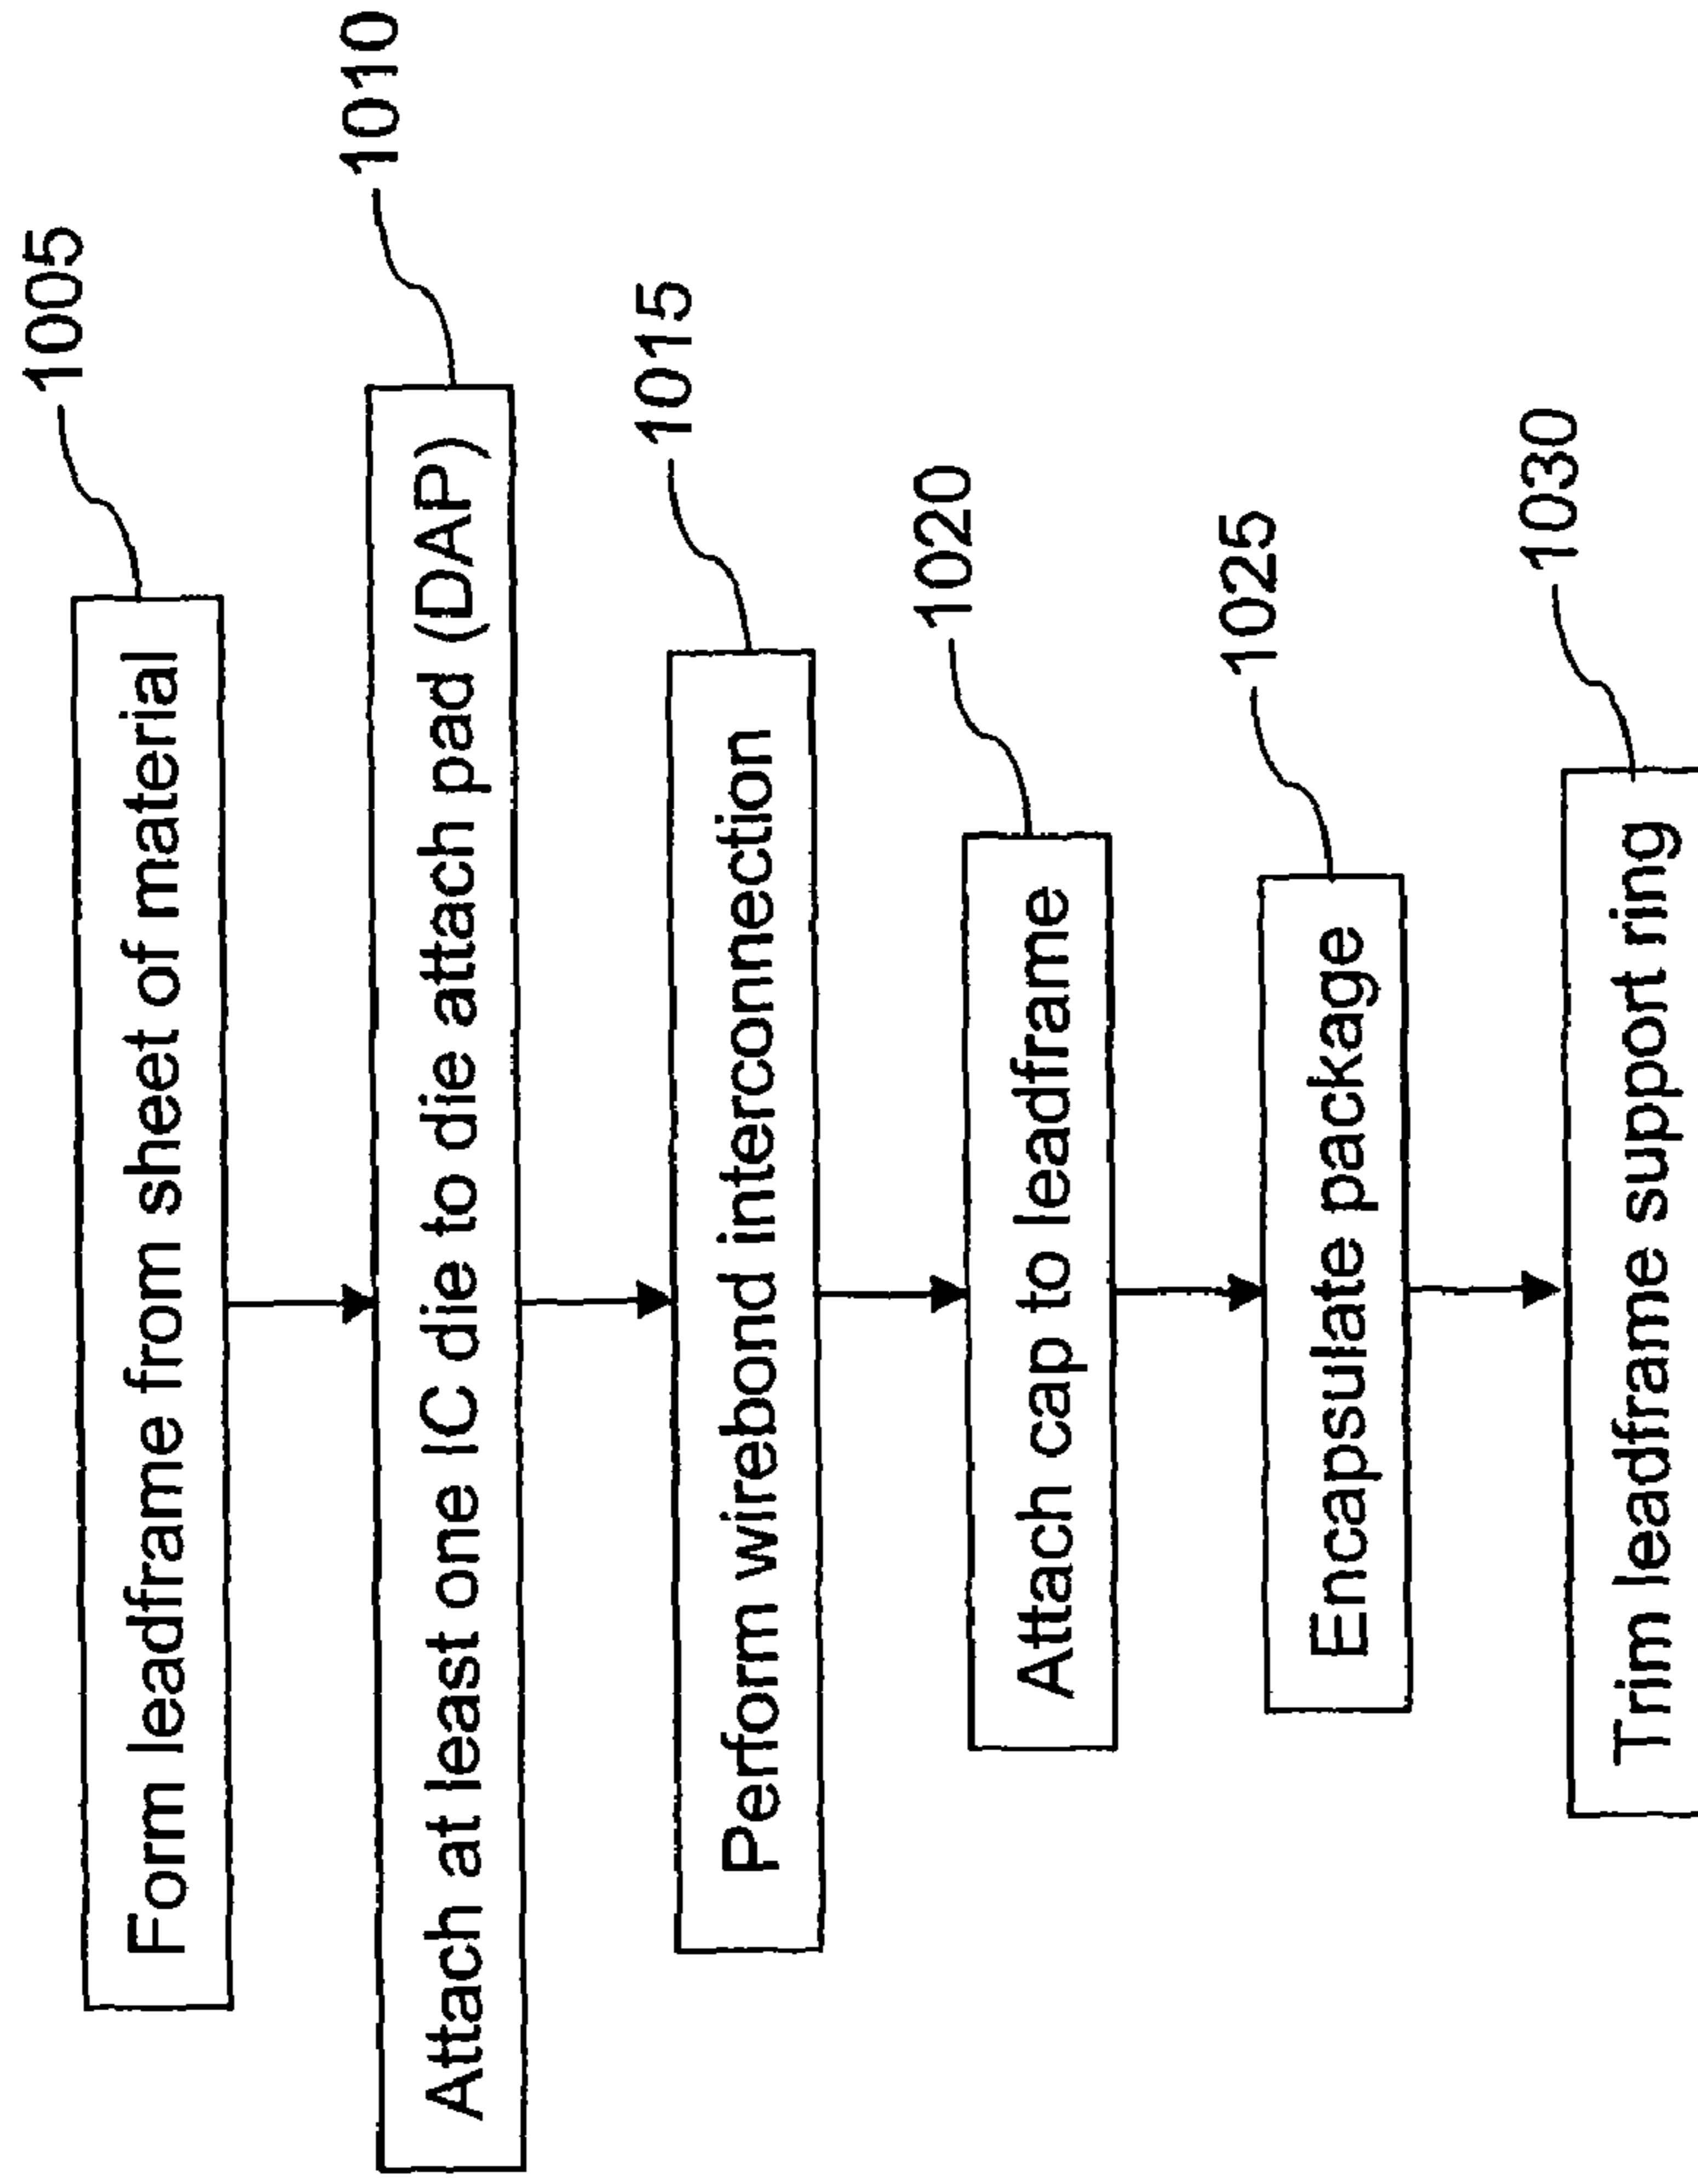 1005
Form leadframe from sheet of material
1010
Attach at least one IC die to die attach pad (DAP)
1015
Perform wirebond interconnection
1020
Attach cap to leadframe
1025
Encapsulate package
1030
Trim leadframe support ring